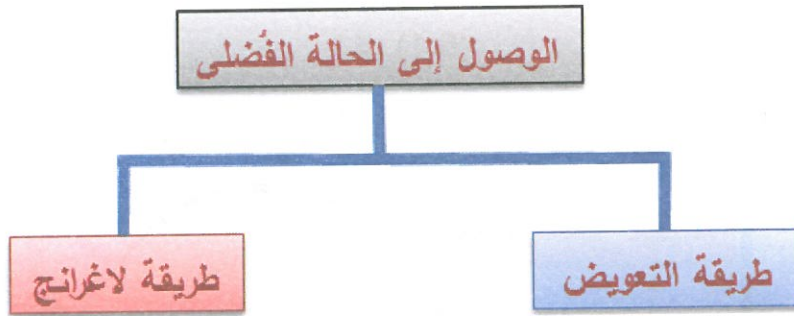 الوصول إلى الحالة الفُضلى
طريقة التعويض
طريقة لاغرانج